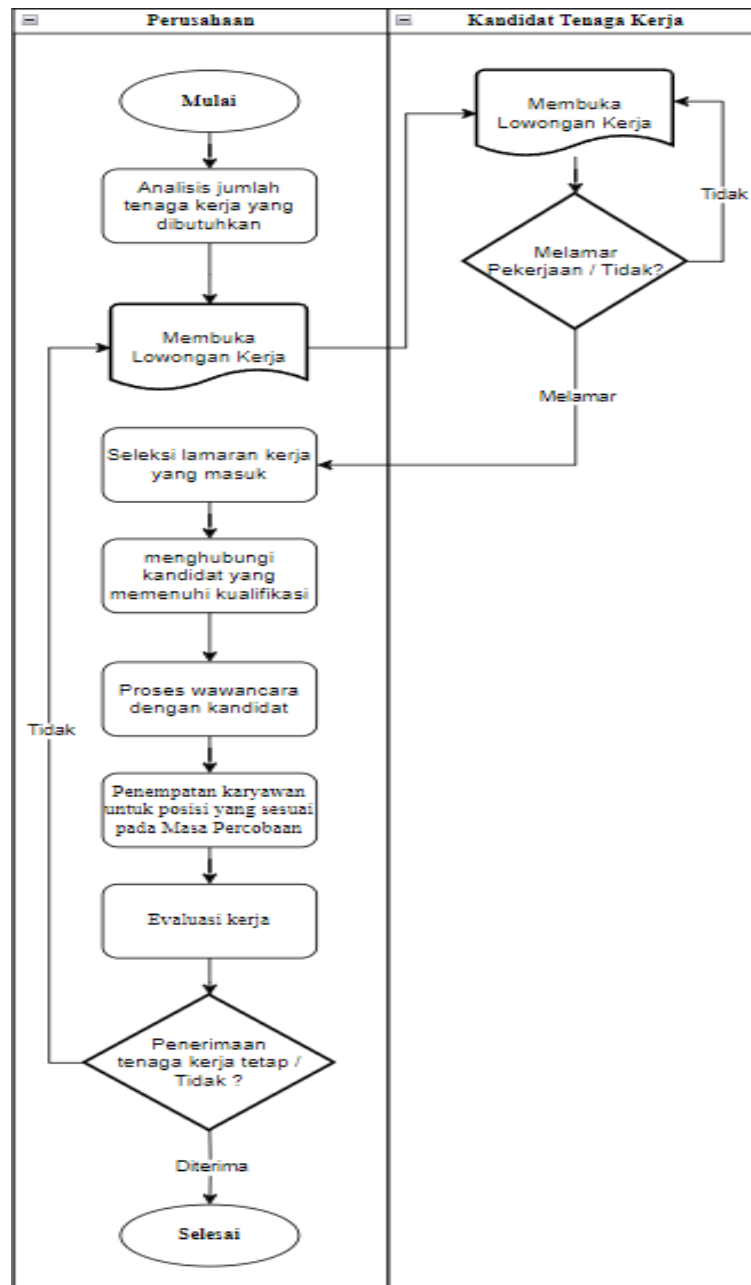 Perusahaan
Kandidat Tenaga Kerja
Mulai
Analisis jumlah
tenaga kerja yang
dibutuhkan
Membuka
Lowongan Kerja
Membuka
Lowongan Kerja
Tidak
Melamar
Pekerjaan / Tidak?
Melamar
Seleksi lamaran kerja
yang masuk
menghubungi
kandidat yang
memenuhi kualifikasi
Proses wawancara
dengan kandidat
Tidak
Penempatan karyawan
untuk posisi yang sesuai
pada Masa Percobaan
Evaluasi kerja
Penerimaan
tenaga kerja tetap /
Tidak ?
Diterima
Selesai